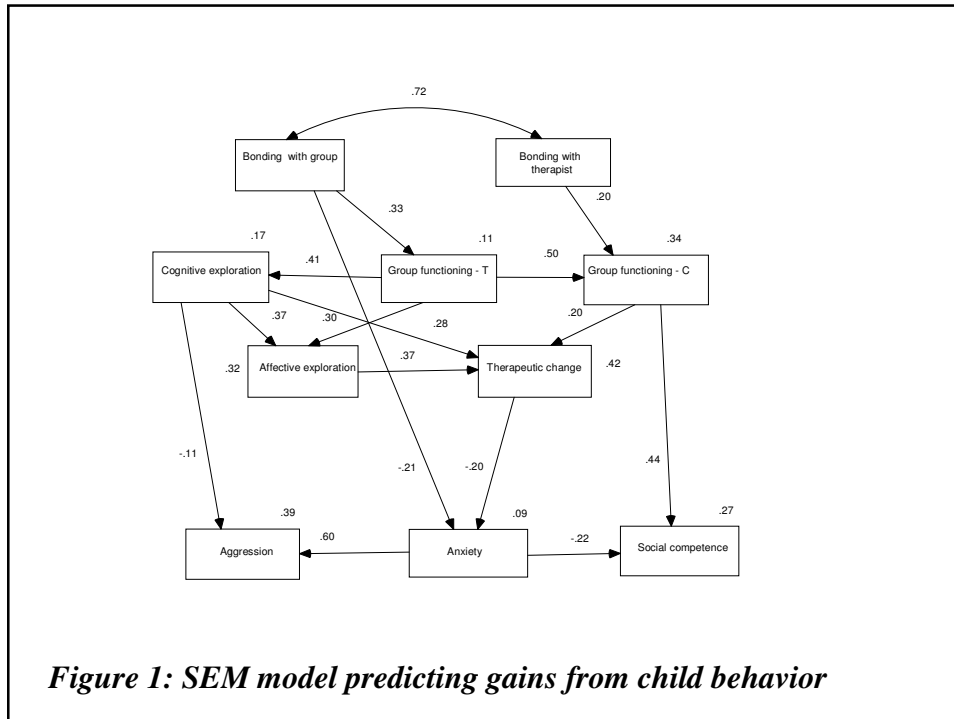 .72
Bonding with group
Bonding with
therapist
.20
.33
.17
.11
.34
Cognitive exploration
.41
Group functioning - T
.50
Group functioning - C
.37
.30
.28
.20
.32
Affective exploration
.37
Therapeutic change
.42
-.11
-.21
-.20
.44
.39
.09
.27
Aggression
.60
Anxiety
-.22
Social competence
Figure 1: SEM model predicting gains from child behavior